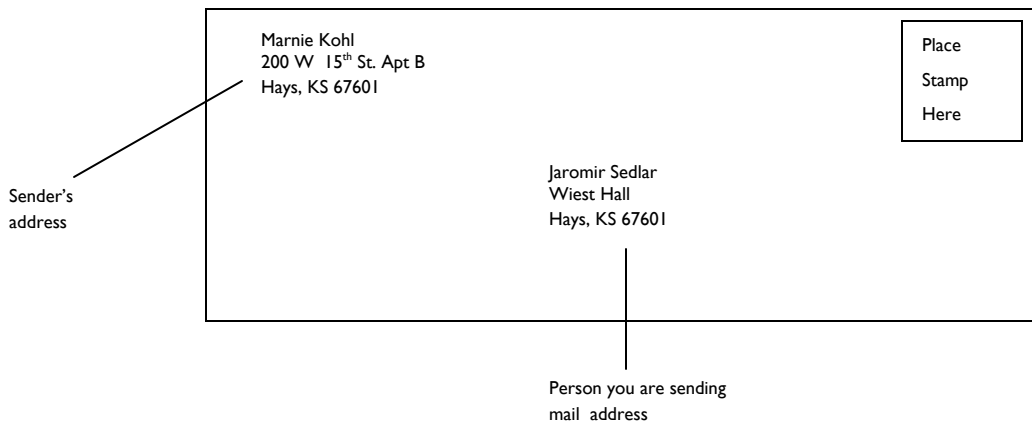 Marnie Kohl
200 W 15th St. Apt B
Hays, KS 67601
Place
Stamp
Here
Sender's
address
Jaromir Sedlar
Wiest Hall
Hays, KS 67601
Person you are sending
mail address